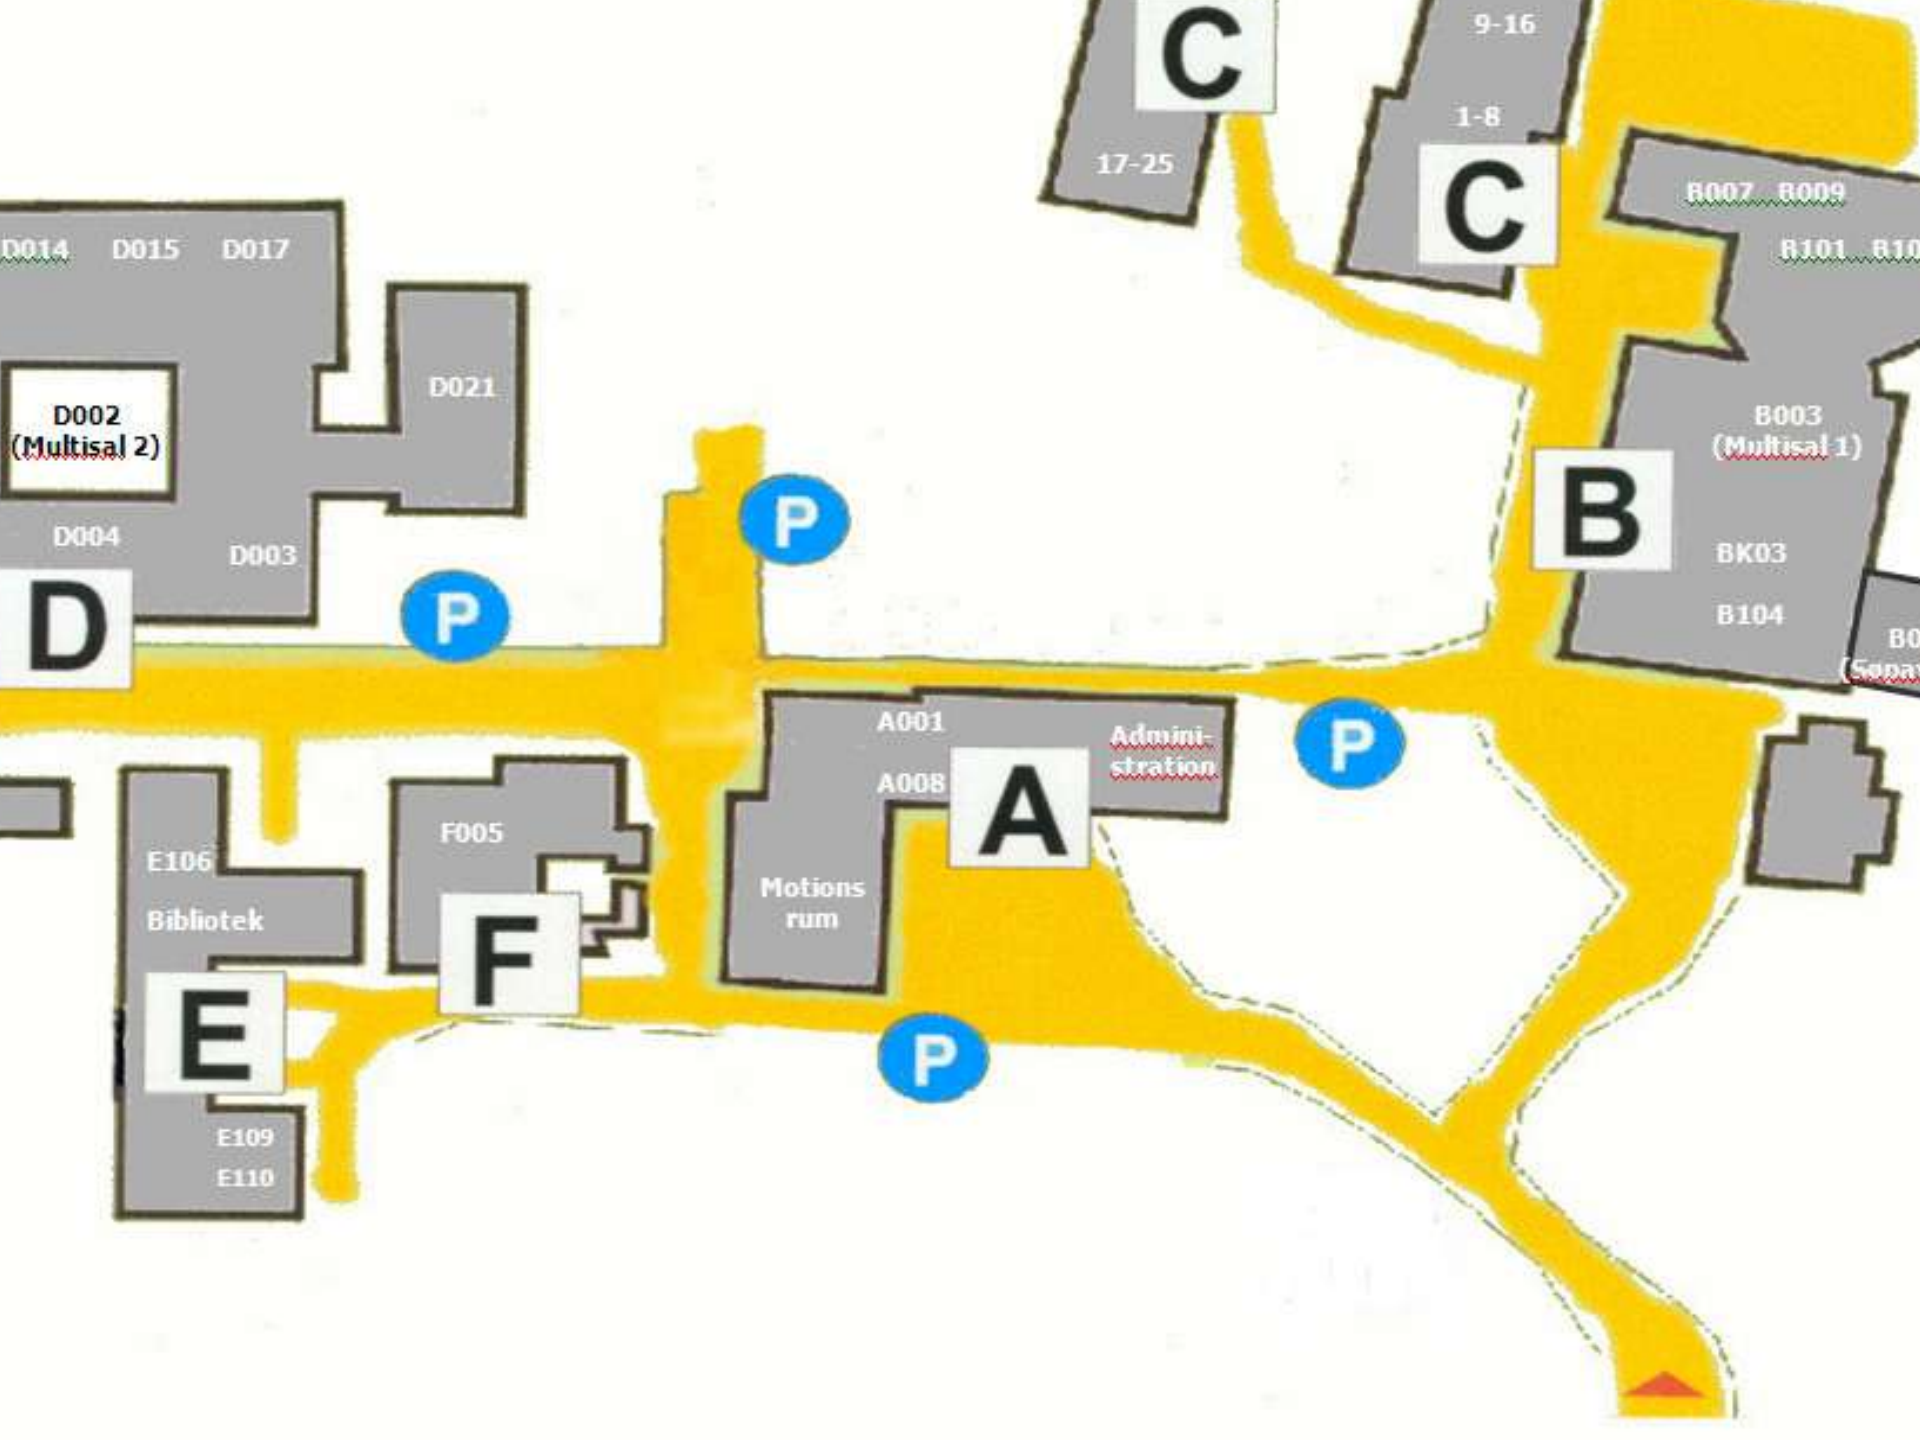 C
17-25
9-16
1-8
C
B007 B009
B101
D014 D015 D017
D021
D002
(Multisal 2)
D004
D003
D
P
P
B003
(Multisal 1)
B
BK03
B104
A001
A008
Admini-
stration
A
P
Motions
rum
F005
F
E106
Bibliotek
E
E109
E110
P